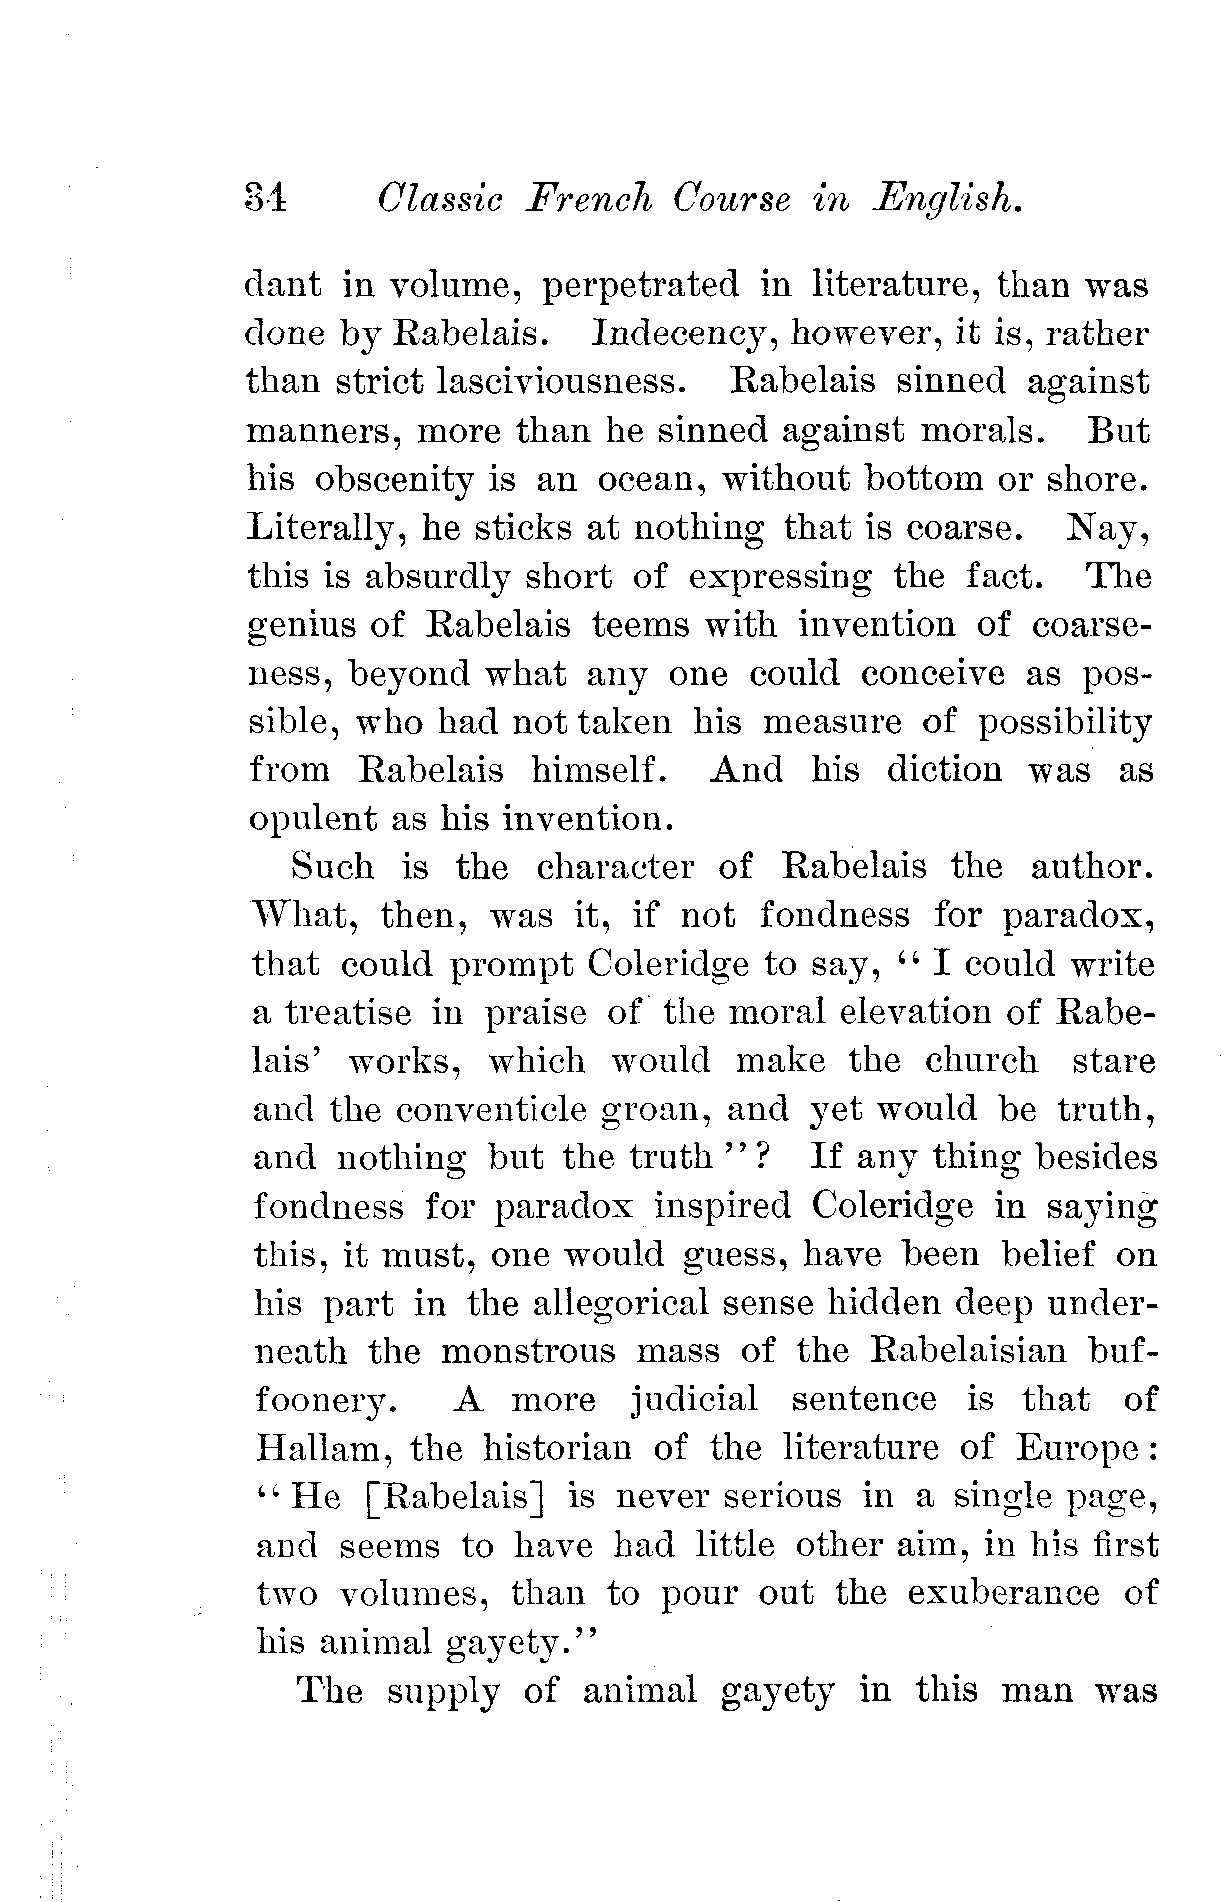 34 Classic French Course in English.
dant in volume, perpetrated in literature, than was
done by Rabelais. Indecency, however, it is, rather
than strict lasciviousness. Rabelais sinned against
manners, more than he sinned against morals. But
his obscenity is an ocean, without bottom or shore.
Literally, he sticks at nothing that is coarse. Nay,
this is absurdly short of expressing the fact. The
genius of Rabelais teems with invention of coarse-
ness, beyond what any one could conceive as pos-
sible, who had not taken his measure of possibility
from Rabelais himself. And his diction was as
opulent as his invention.
Such is the character of Rabelais the author.
What, then, was it, if not fondness for paradox,
that could prompt Coleridge to say, “I could write
a treatise in praise of the moral elevation of Rabe-
lais’ works, which would make the church stare
and the conventicle groan, and yet would be truth,
and nothing but the truth”? If any thing besides
fondness for paradox inspired Coleridge in saying
this, it must, one would guess, have been belief on
his part in the allegorical sense hidden deep under-
neath the monstrous mass of the Rabelaisian buf-
foonery. A more judicial sentence is that of
Hallam, the historian of the literature of Europe:
“He [Rabelais] is never serious in a single page,
and seems to have had little other aim, in his first
two volumes, than to pour out the exuberance of
his animal gayety.”
The supply of animal gayety in this man was